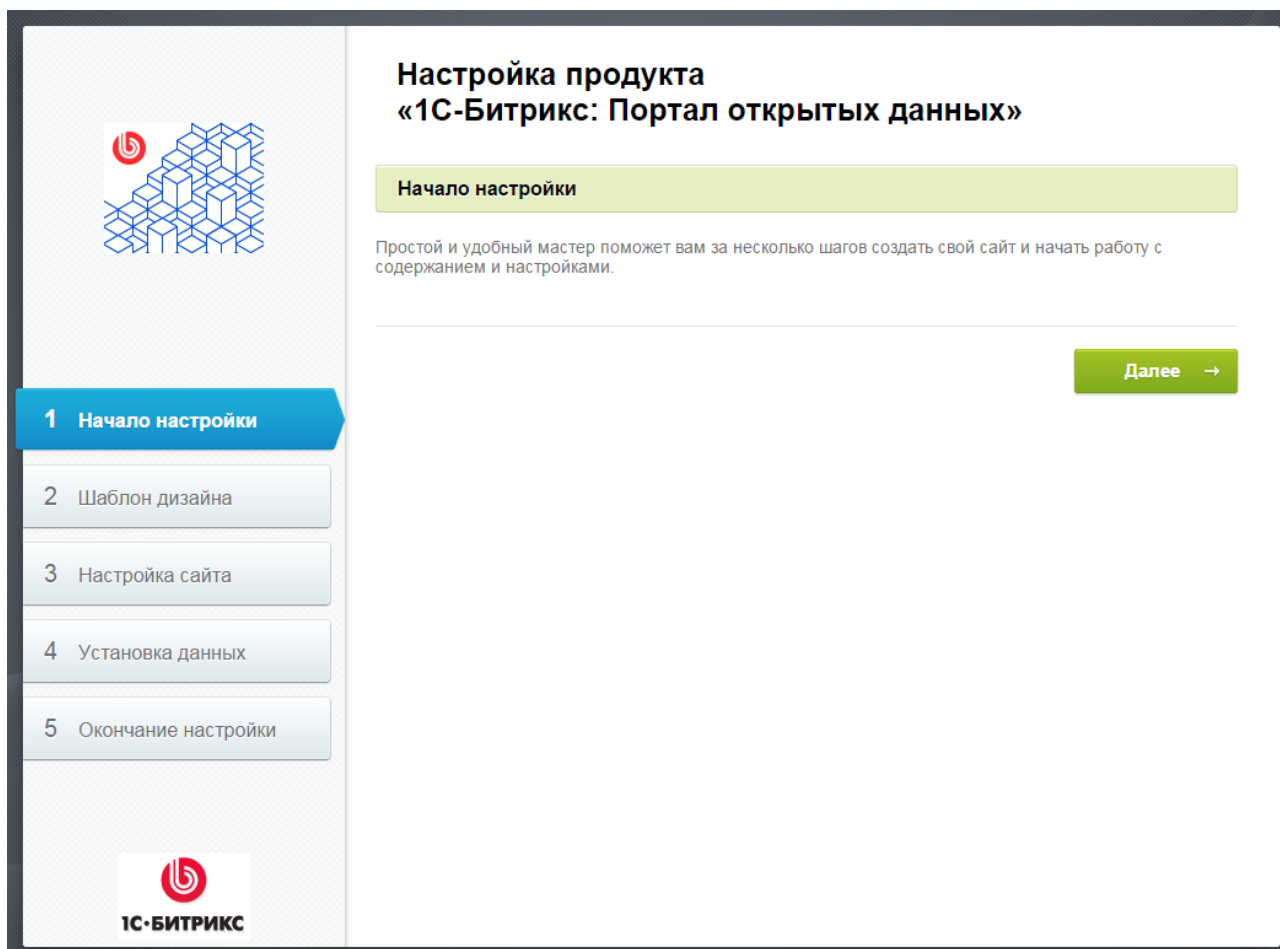 Настройка продукта
«1С-Битрикс: Портал открытых данных»
Начало настройки
Простой и удобный мастер поможет вам за несколько шагов создать свой сайт и начать работу с
содержанием и настройками.
Далее →
1 Начало настройки
2 Шаблон дизайна
3 Настройка сайта
4 Установка данных
5 Окончание настройки
1С•БИТРИКС